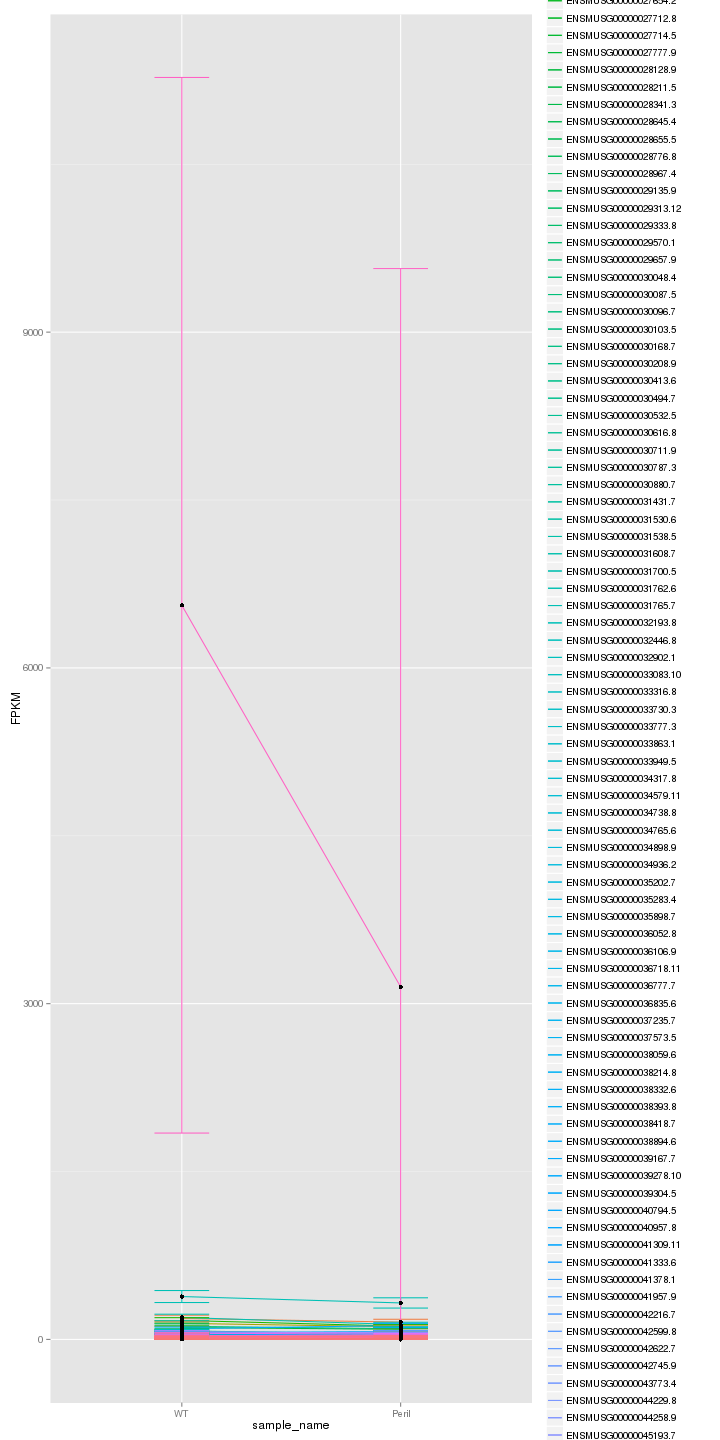 9000
6000
3000
0
FPKM
WT
Peril
sample_name
ENSMUSG00000027654.2
ENSMUSG00000027712.8
ENSMUSG00000027714.5
ENSMUSG00000027777.9
ENSMUSG00000028128.9
ENSMUSG00000028211.5
ENSMUSG00000028341.3
ENSMUSG00000028645.4
ENSMUSG00000028655.5
ENSMUSG00000028776.8
ENSMUSG00000028967.4
ENSMUSG00000029135.9
ENSMUSG00000029313.12
ENSMUSG00000029333.8
ENSMUSG00000029570.1
ENSMUSG00000029657.9
ENSMUSG00000030048.4
ENSMUSG00000030087.5
ENSMUSG00000030096.7
ENSMUSG00000030103.5
ENSMUSG00000030168.7
ENSMUSG00000030208.9
ENSMUSG00000030413.6
ENSMUSG00000030494.7
ENSMUSG00000030532.5
ENSMUSG00000030616.8
ENSMUSG00000030711.9
ENSMUSG00000030787.3
ENSMUSG00000030880.7
ENSMUSG00000031431.7
ENSMUSG00000031530.6
ENSMUSG00000031538.5
ENSMUSG00000031608.7
ENSMUSG00000031700.5
ENSMUSG00000031762.6
ENSMUSG00000031765.7
ENSMUSG00000032193.8
ENSMUSG00000032446.8
ENSMUSG00000032902.1
ENSMUSG00000033083.10
ENSMUSG00000033316.8
ENSMUSG00000033730.3
ENSMUSG00000033777.3
ENSMUSG00000033863.1
ENSMUSG00000033949.5
ENSMUSG00000034317.8
ENSMUSG00000034579.11
ENSMUSG00000034738.8
ENSMUSG00000034765.6
ENSMUSG00000034898.9
ENSMUSG00000034936.2
ENSMUSG00000035202.7
ENSMUSG00000035283.4
ENSMUSG00000035898.7
ENSMUSG00000036052.8
ENSMUSG00000036106.9
ENSMUSG00000036718.11
ENSMUSG00000036777.7
ENSMUSG00000036835.6
ENSMUSG00000037235.7
ENSMUSG00000037573.5
ENSMUSG00000038059.6
ENSMUSG00000038214.8
ENSMUSG00000038332.6
ENSMUSG00000038393.8
ENSMUSG00000038418.7
ENSMUSG00000038894.6
ENSMUSG00000039167.7
ENSMUSG00000039278.10
ENSMUSG00000039304.5
ENSMUSG00000040794.5
ENSMUSG00000040957.8
ENSMUSG00000041309.11
ENSMUSG00000041333.6
ENSMUSG00000041378.1
ENSMUSG00000041957.9
ENSMUSG00000042216.7
ENSMUSG00000042599.8
ENSMUSG00000042622.7
ENSMUSG00000042745.9
ENSMUSG00000043773.4
ENSMUSG00000044229.8
ENSMUSG00000044258.9
ENSMUSG00000045193.7